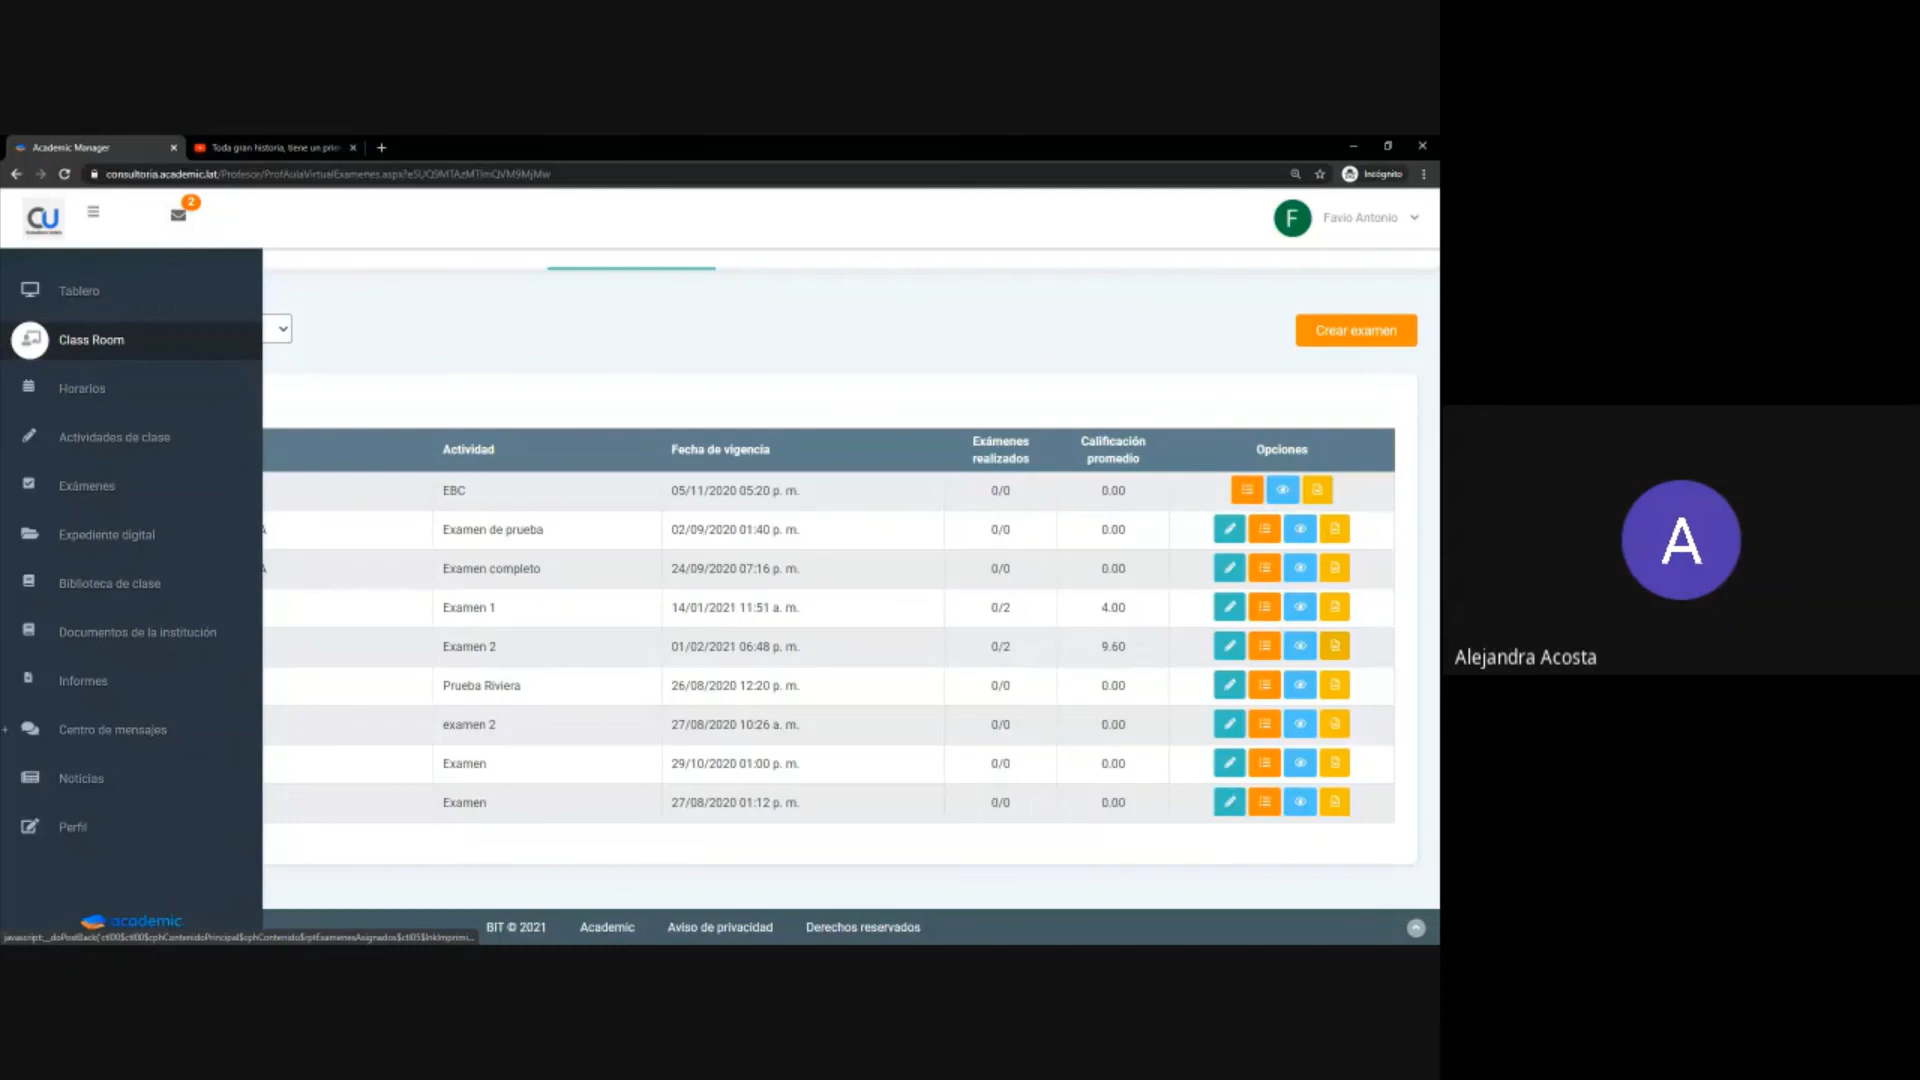 Academic Manager
Toda gran historia, tiene un prin
consultoria.academic.lat/Profesor/ProfAulaVirtualExamenes.aspx
Incógnito
CU
2
F
Favio Antonio
Tablero
Class Room
Horarios
Actividades de clase
Exámenes
Expediente digital
Biblioteca de clase
Documentos de la institución
Informes
Centro de mensajes
Noticias
Perfil
academic
Crear examen
Actividad Fecha de vigencia Exámenes realizados Calificación promedio Opciones
EBC 05/11/2020 05:20 p. m. 0/0 0.00
A Examen de prueba 02/09/2020 01:40 p. m. 0/0 0.00
A Examen completo 24/09/2020 07:16 p. m. 0/0 0.00
Examen 1 14/01/2021 11:51 a. m. 0/2 4.00
Examen 2 01/02/2021 06:48 p. m. 0/2 9.60
Prueba Riviera 26/08/2020 12:20 p. m. 0/0 0.00
examen 2 27/08/2020 10:26 a. m. 0/0 0.00
Examen 29/10/2020 01:00 p. m. 0/0 0.00
Examen 27/08/2020 01:12 p. m. 0/0 0.00
BIT © 2021 Academic Aviso de privacidad Derechos reservados
A
Alejandra Acosta